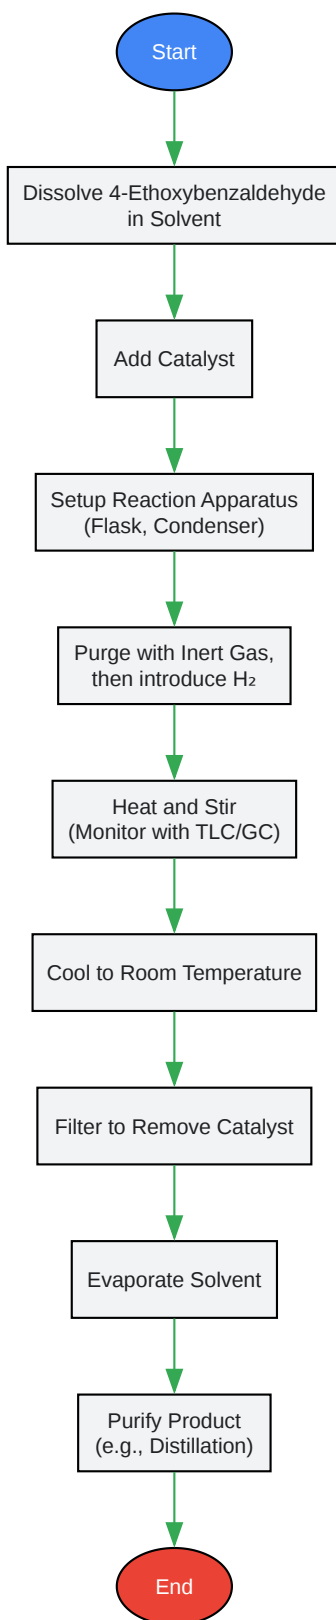 Start
Dissolve 4-Ethoxybenzaldehyde
in Solvent
Add Catalyst
Setup Reaction Apparatus
(Flask, Condenser)
Purge with Inert Gas,
then introduce H₂
Heat and Stir
(Monitor with TLC/GC)
Cool to Room Temperature
Filter to Remove Catalyst
Evaporate Solvent
Purify Product
(e.g., Distillation)
End